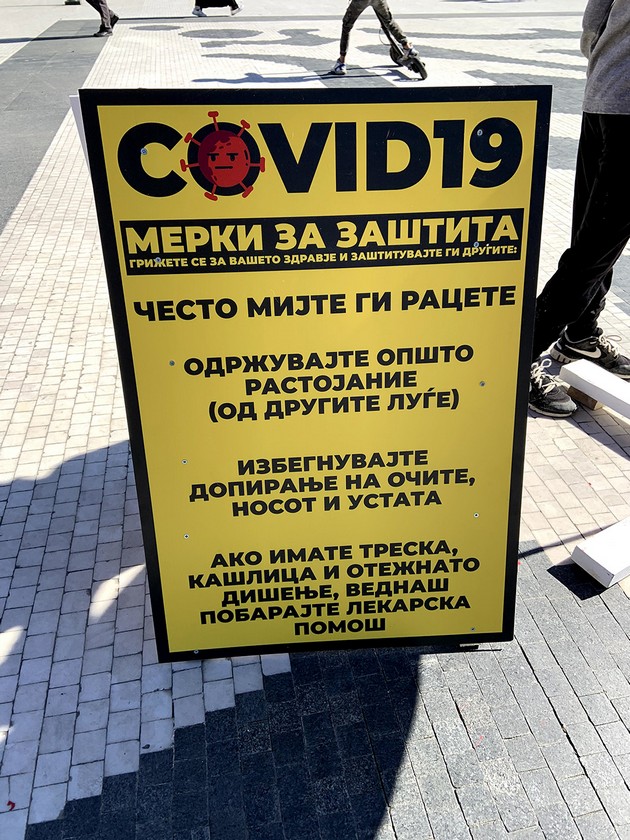 COVID19
МЕРКИ ЗА ЗАШТИТА
ГРИЖЕТЕ СЕ ЗА ВАШЕТО ЗДРАВЈЕ И ЗАШТИТУВАЈТЕ ГИ ДРУГИТЕ:
ЧЕСТО МИЈТЕ ГИ РАЦЕТЕ
ОДРЖУВАЈТЕ ОПШТО
РАСТОЈАНИЕ
(ОД ДРУГИТЕ ЛУЃЕ)
ИЗБЕГНУВАЈТЕ
ДОПИРАЊЕ НА ОЧИТЕ,
НОСОТ И УСТАТА
АКО ИМАТЕ ТРЕСКА,
КАШЛИЦА И ОТЕЖНАТО
ДИШЕЊЕ, ВЕДНАШ
ПОБАРАЈТЕ ЛЕКАРСКА
ПОМОШ